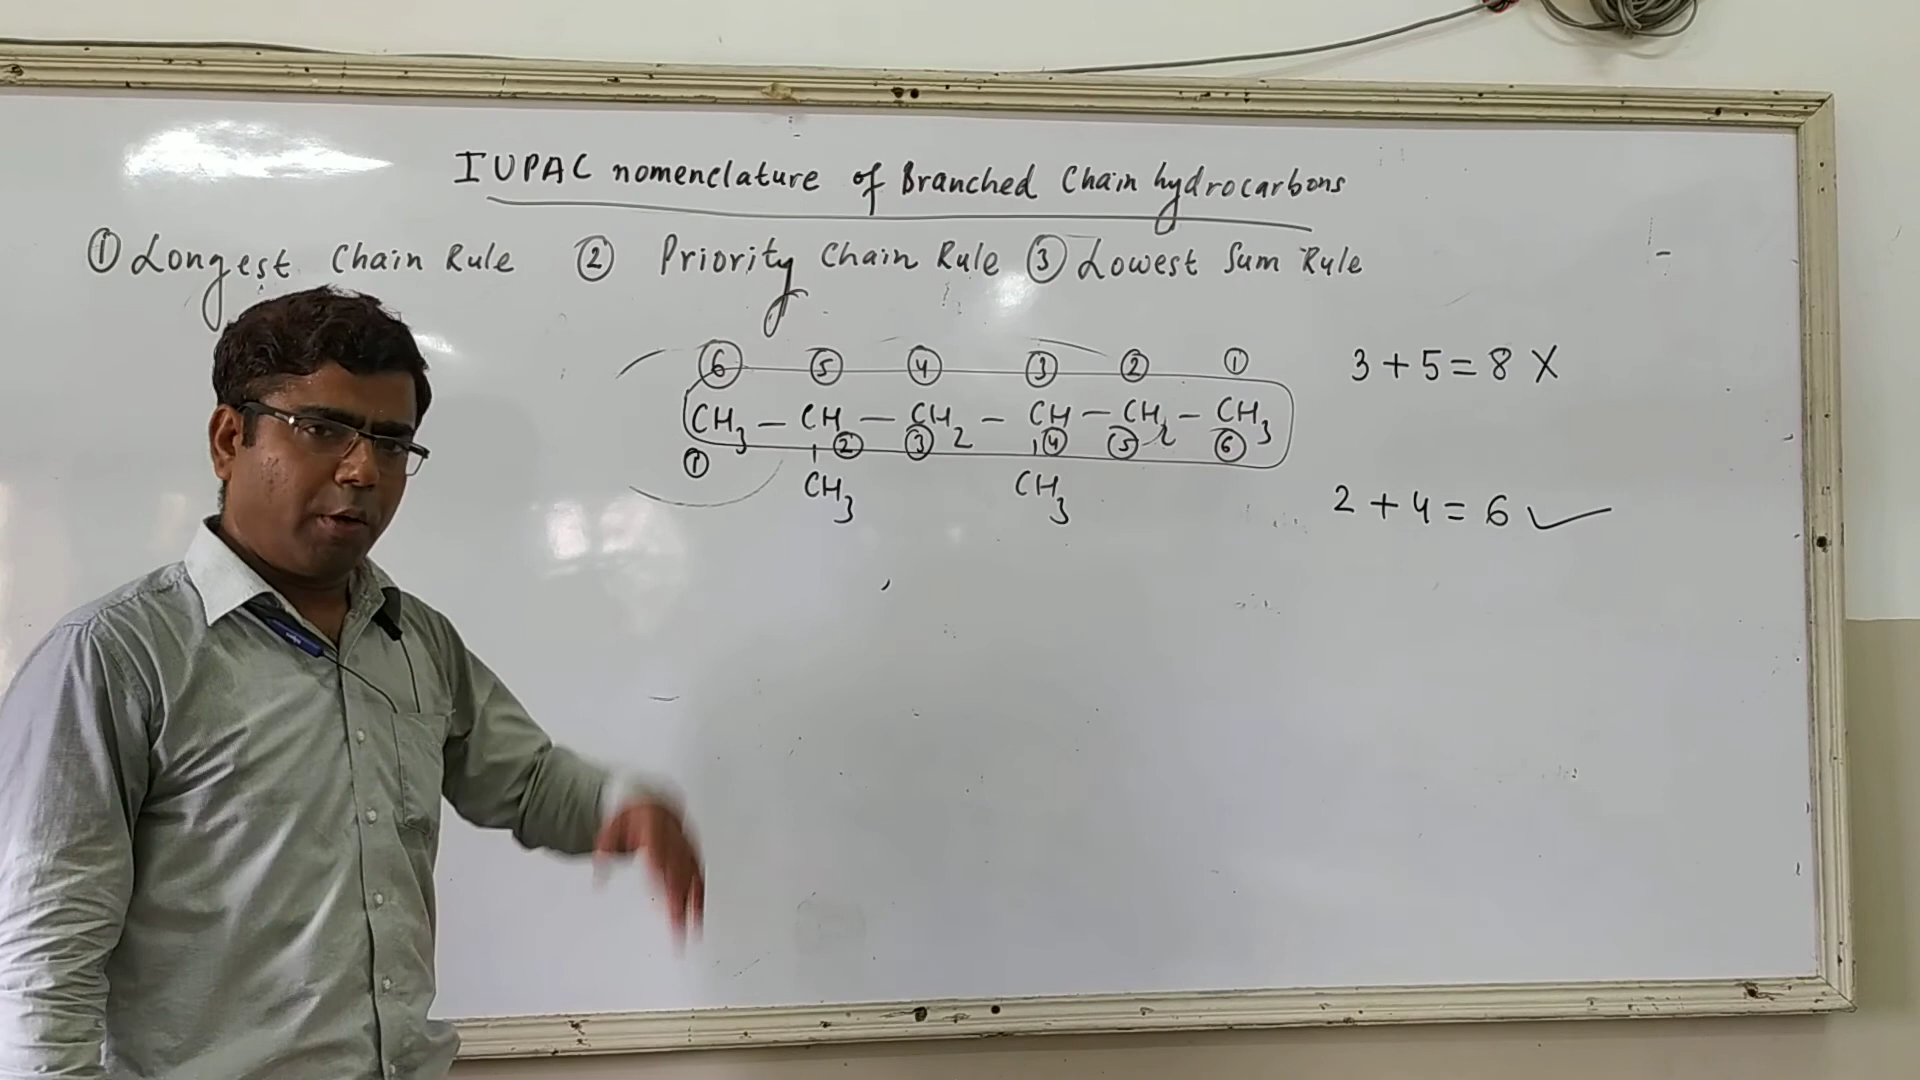 IUPAC nomenclature of Branched Chain hydrocarbons
① Longest Chain Rule ② Priority Chain Rule ③ Lowest Sum Rule
⑥ ⑤ ④ ③ ② ① 3 + 5 = 8 X
CH3 — CH — CH2 — CH — CH2 — CH3
① ② ③ ④ ⑤ ⑥
CH3 CH3 2 + 4 = 6 ✓